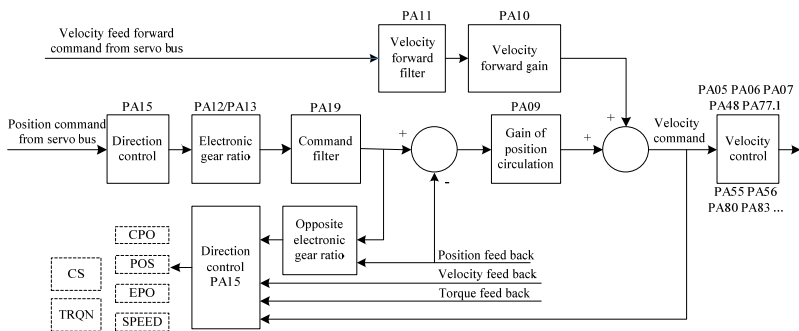 PA11
PA10
Velocity feed forward
command from servo bus
Velocity
forward
filter
Velocity
forward gain
PA05 PA06 PA07
PA48 PA77.1
PA15
PA12/PA13
PA19
PA09
Position command
from servo bus
Direction
control
Electronic
gear ratio
Command
filter
+
-
Gain of
position
circulation
+
+
Velocity
command
Velocity
control
PA55 PA56
PA80 PA83 ...
CPO
POS
EPO
SPEED
CS
TRQN
Direction
control
PA15
Opposite
electronic
gear ratio
Position feed back
Velocity feed back
Torque feed back